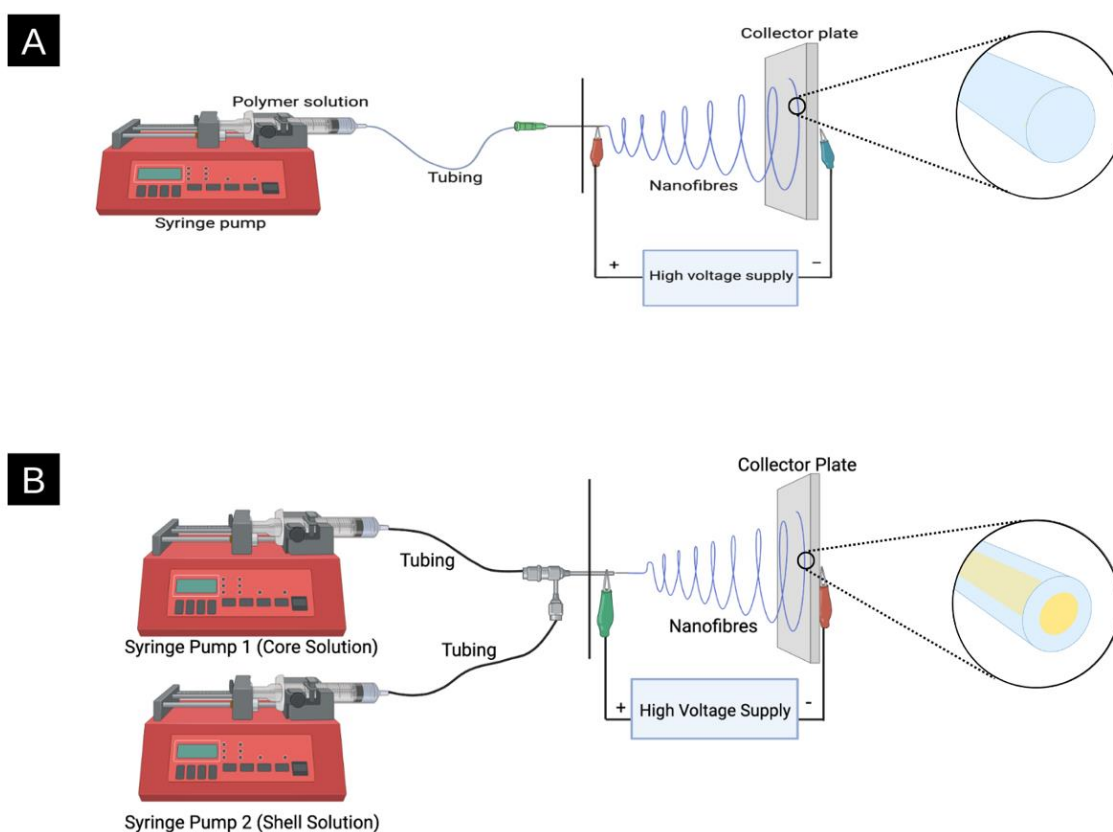 A
Collector plate
Polymer solution
Tubing
Nanofibres
Syringe pump
+
−
High voltage supply
B
Collector Plate
Tubing
Nanofibres
Syringe Pump 1 (Core Solution)
Tubing
+
-
High Voltage Supply
Syringe Pump 2 (Shell Solution)